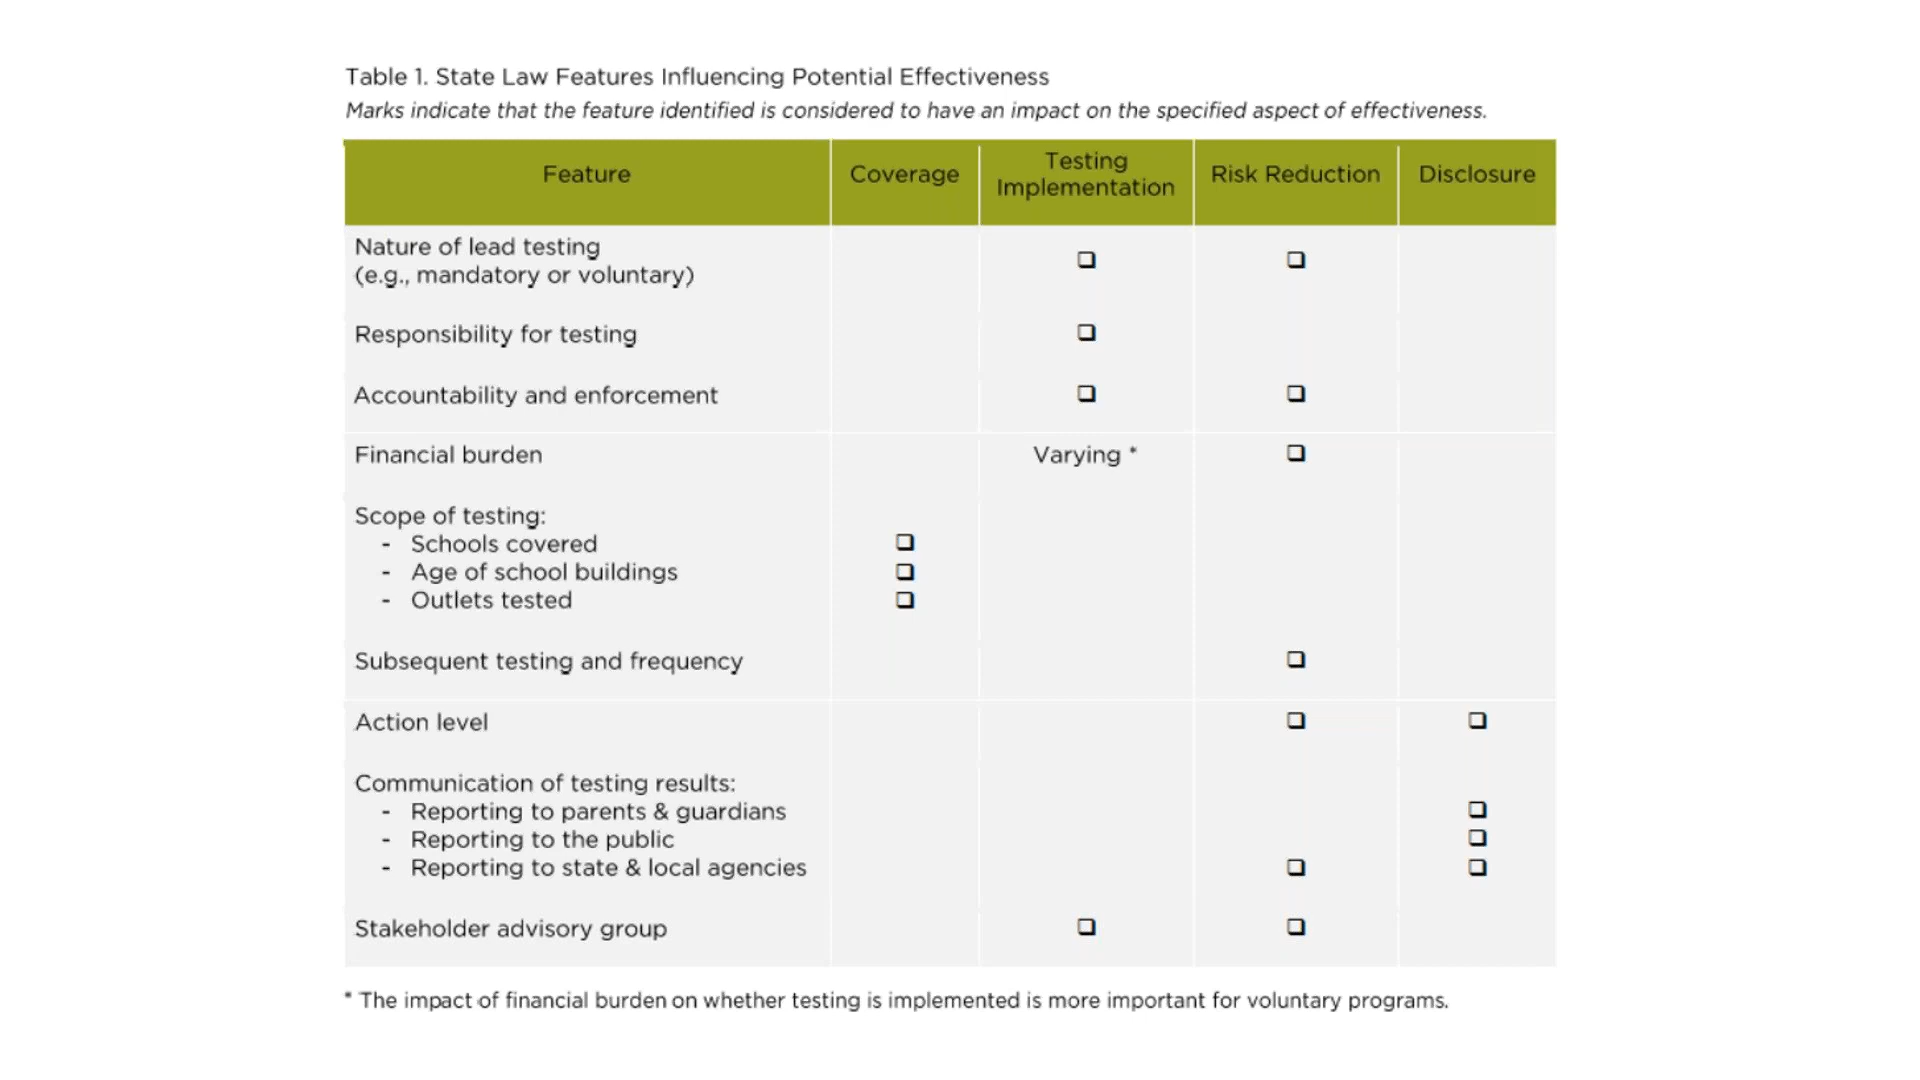 Table 1. State Law Features Influencing Potential Effectiveness
Marks indicate that the feature identified is considered to have an impact on the specified aspect of effectiveness.
Feature Coverage Testing Implementation Risk Reduction Disclosure
Nature of lead testing
(e.g., mandatory or voluntary) ❑ ❑
Responsibility for testing ❑
Accountability and enforcement ❑ ❑
Financial burden Varying * ❑
Scope of testing:
- Schools covered ❑
- Age of school buildings ❑
- Outlets tested ❑
Subsequent testing and frequency ❑
Action level ❑ ❑
Communication of testing results:
- Reporting to parents & guardians ❑
- Reporting to the public ❑
- Reporting to state & local agencies ❑ ❑
Stakeholder advisory group ❑ ❑
* The impact of financial burden on whether testing is implemented is more important for voluntary programs.